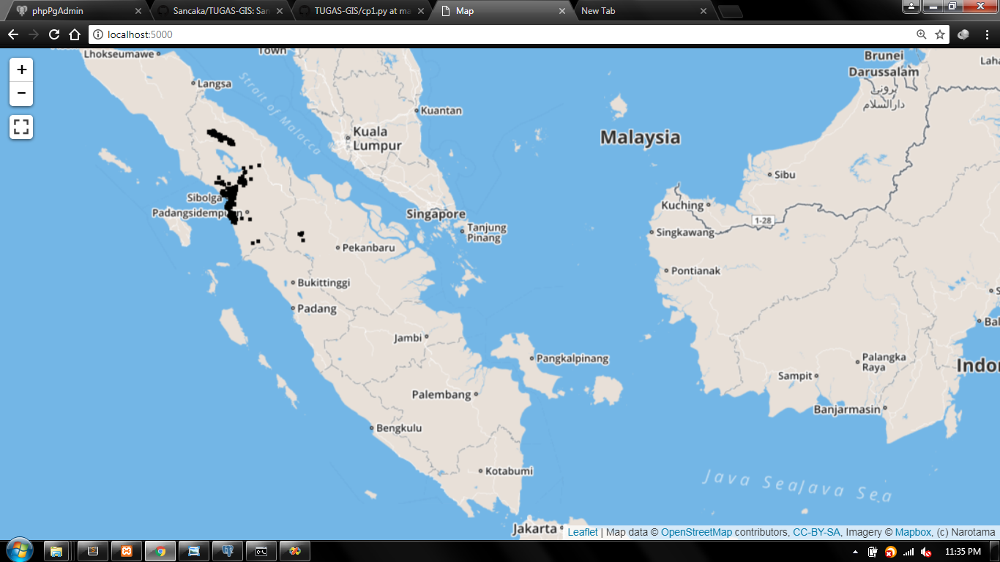 phpPgAdmin
Sancaka/TUGAS-GIS: San
TUGAS-GIS/cp1.py at ma
Map
New Tab
localhost:5000
+
−
Lhokseumawe
Town
Brunei
Darussalam
بروني
دارالسلام
Laha
Langsa
Strait of Malacca
Kuantan
Kuala
Lumpur
Malaysia
Sibu
Sibolga
Kuching
Padangsidempuan
Singapore
1-28
Tanjung
Pinang
Singkawang
Pekanbaru
Pontianak
Bukittinggi
Padang
Bal
Jambi
Pangkalpinang
Palangka
Raya
Indon
Sampit
Palembang
Banjarmasin
Bengkulu
Kotabumi
Java Sea
Java Sea
Jakarta
Leaflet | Map data © OpenStreetMap contributors, CC-BY-SA, Imagery © Mapbox, (c) Narotama
11:35 PM